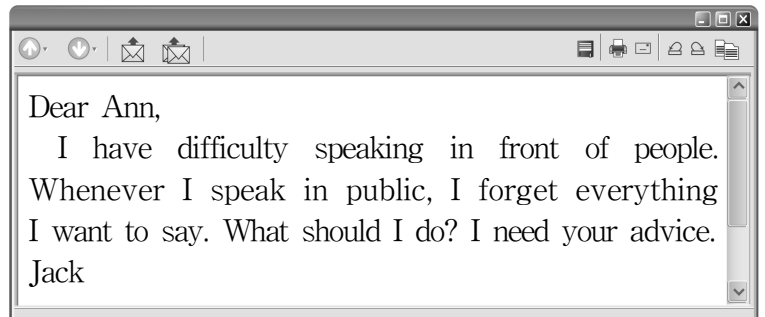 Dear Ann,
I have difficulty speaking in front of people.
Whenever I speak in public, I forget everything
I want to say. What should I do? I need your advice.
Jack